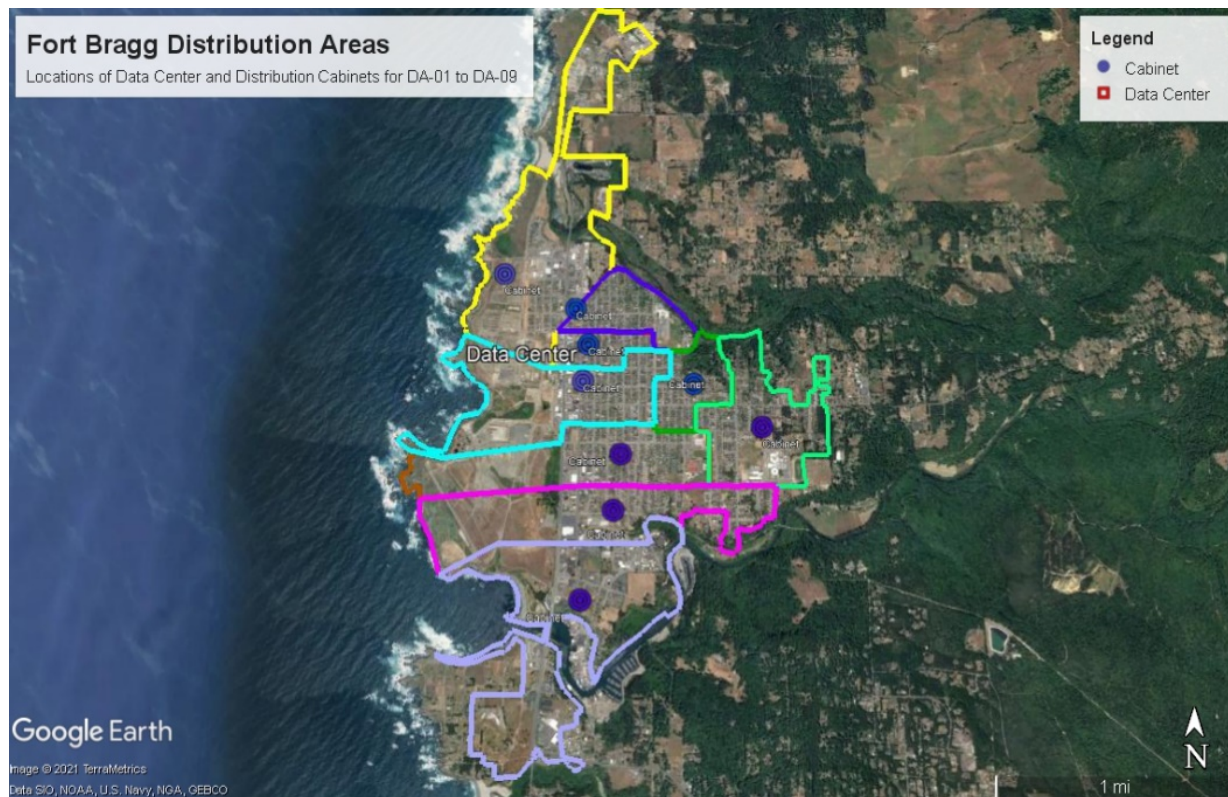 Fort Bragg Distribution Areas
Locations of Data Center and Distribution Cabinets for DA-01 to DA-09
Legend
Cabinet
Data Center
Cabinet
Cabinet
Cabinet
Data Center
Cabinet
Cabinet
Cabinet
Cabinet
Cabinet
Cabinet
Google Earth
N
Image © 2021 TerraMetrics
Data SIO, NOAA, U.S. Navy, NGA, GEBCO
1 mi